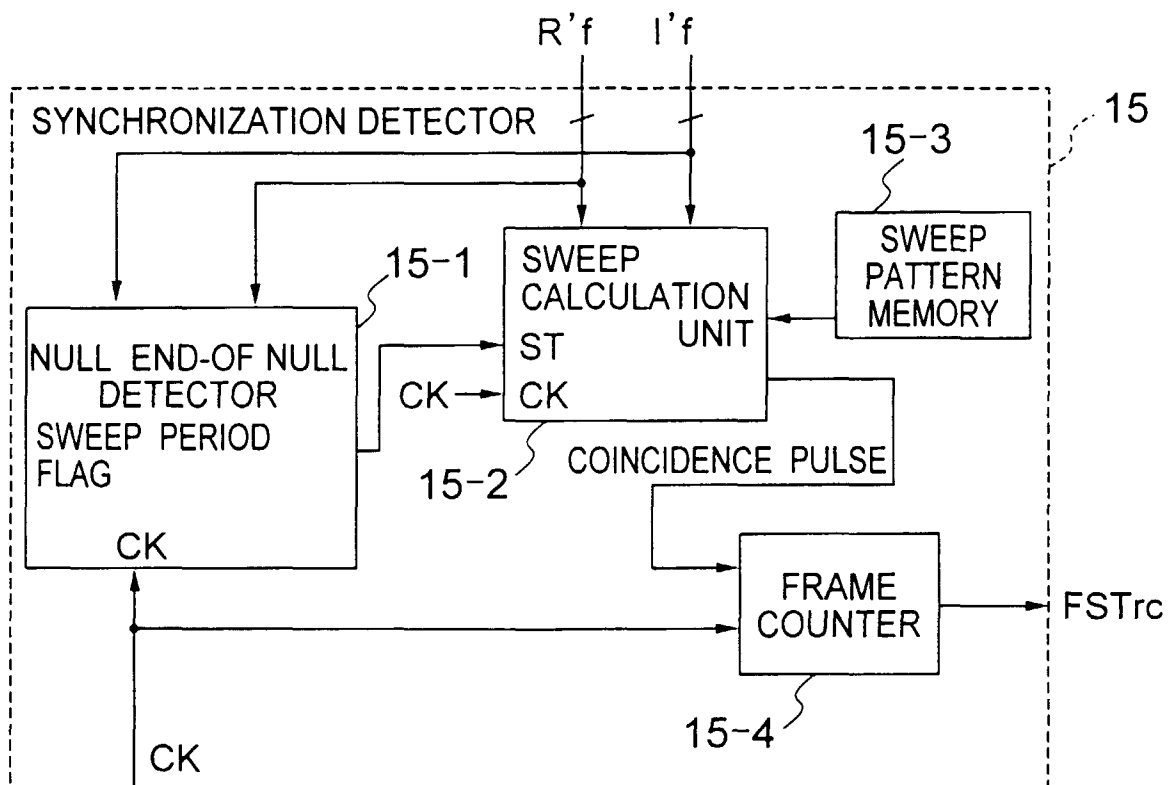 R'f I'f
SYNCHRONIZATION DETECTOR
15
15-3
SWEEP
PATTERN
MEMORY
15-1
SWEEP
CALCULATION
UNIT
ST
CK
CK
NULL END-OF NULL
DETECTOR
SWEEP PERIOD
FLAG
CK
15-2
COINCIDENCE PULSE
FRAME
COUNTER
FSTrc
15-4
CK